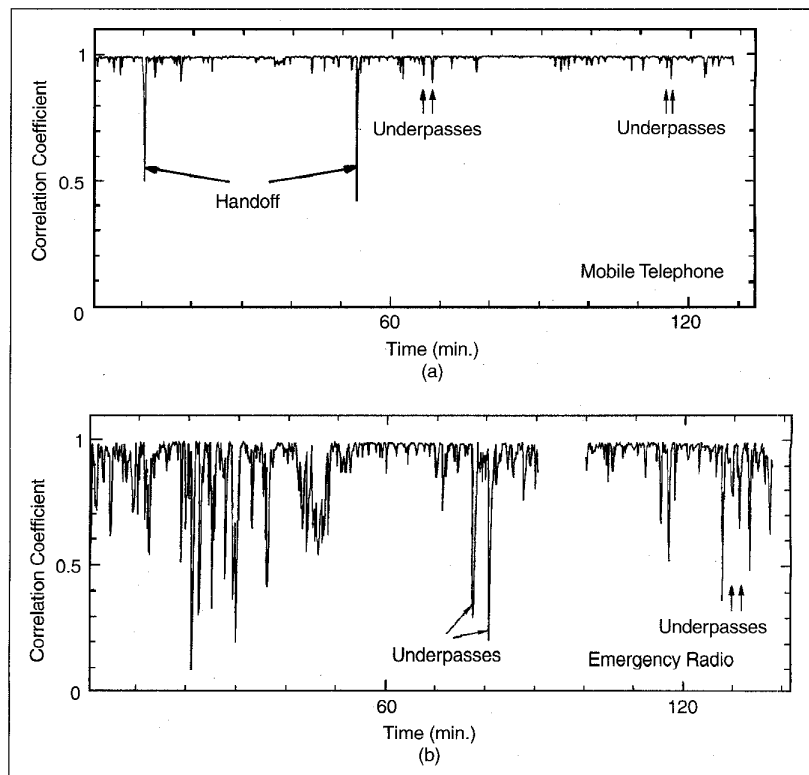 1
0.5
0
Correlation Coefficient
Underpasses
Underpasses
Handoff
Mobile Telephone
60
120
Time (min.)
(a)
1
0.5
0
Correlation Coefficient
Underpasses
Underpasses
Emergency Radio
60
120
Time (min.)
(b)